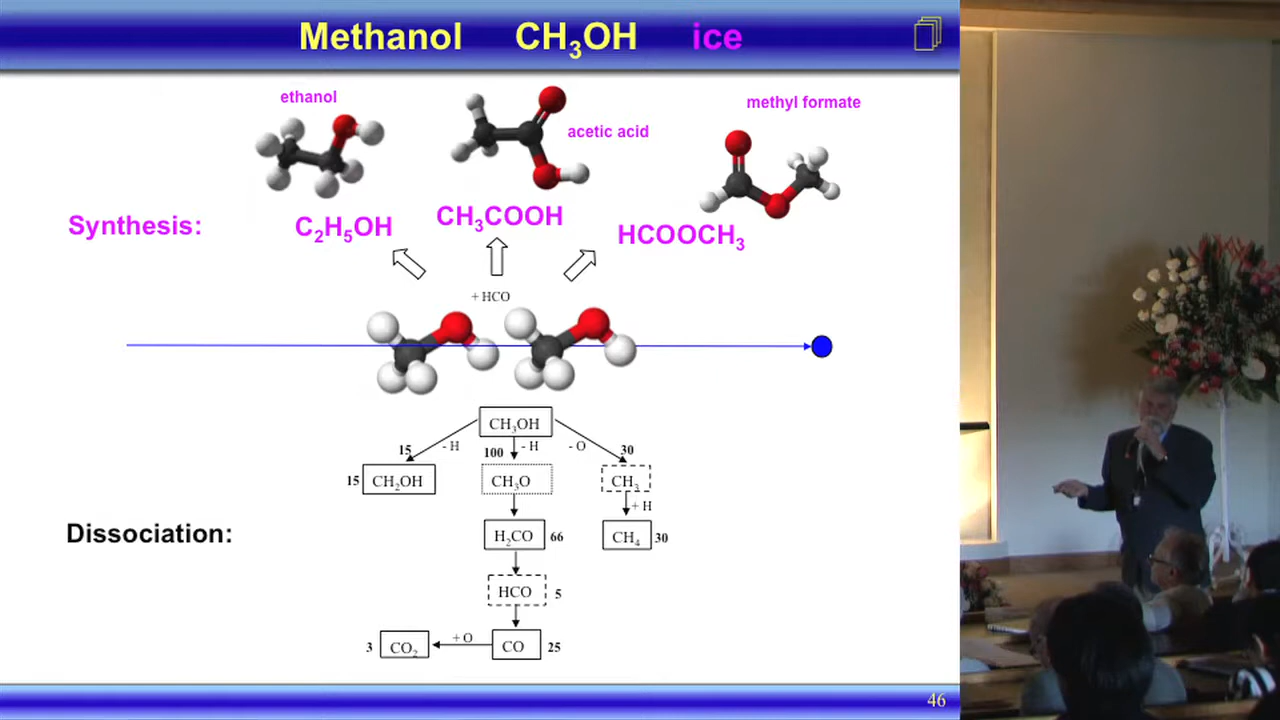 Methanol CH₃OH ice
ethanol
acetic acid
methyl formate
Synthesis:
C₂H₅OH
CH₃COOH
HCOOCH₃
+ HCO
CH₃OH
15
- H
100
- H
- O
30
15
CH₂OH
CH₃O
CH₃
+ H
Dissociation:
H₂CO
66
CH₄
30
HCO
5
3
CO₂
+ O
CO
25
46